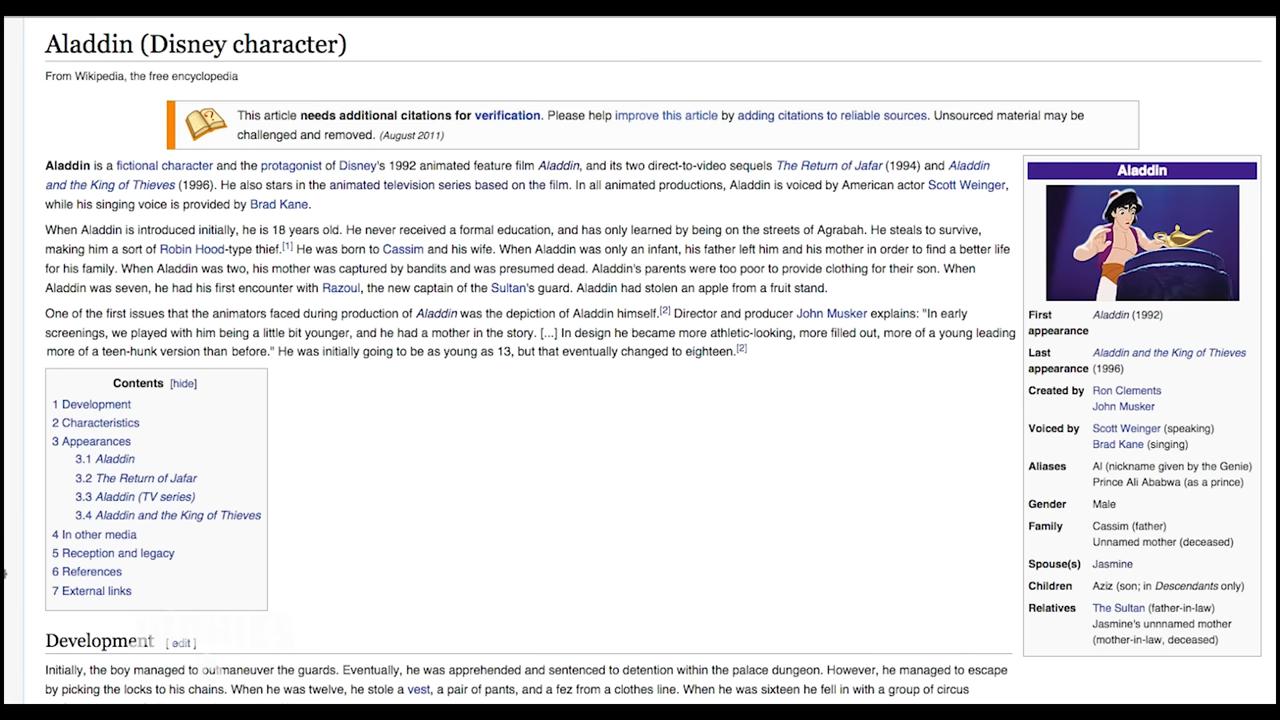 Aladdin (Disney character)
From Wikipedia, the free encyclopedia
This article needs additional citations for verification. Please help improve this article by adding citations to reliable sources. Unsourced material may be
challenged and removed. (August 2011)
Aladdin is a fictional character and the protagonist of Disney's 1992 animated feature film Aladdin, and its two direct-to-video sequels The Return of Jafar (1994) and Aladdin
and the King of Thieves (1996). He also stars in the animated television series based on the film. In all animated productions, Aladdin is voiced by American actor Scott Weinger,
while his singing voice is provided by Brad Kane.
When Aladdin is introduced initially, he is 18 years old. He never received a formal education, and has only learned by being on the streets of Agrabah. He steals to survive,
making him a sort of Robin Hood-type thief.[1] He was born to Cassim and his wife. When Aladdin was only an infant, his father left him and his mother in order to find a better life
for his family. When Aladdin was two, his mother was captured by bandits and was presumed dead. Aladdin's parents were too poor to provide clothing for their son. When
Aladdin was seven, he had his first encounter with Razoul, the new captain of the Sultan's guard. Aladdin had stolen an apple from a fruit stand.
One of the first issues that the animators faced during production of Aladdin was the depiction of Aladdin himself.[2] Director and producer John Musker explains: "In early
screenings, we played with him being a little bit younger, and he had a mother in the story. [...] In design he became more athletic-looking, more filled out, more of a young leading
more of a teen-hunk version than before." He was initially going to be as young as 13, but that eventually changed to eighteen.[2]
Contents [hide]
1 Development
2 Characteristics
3 Appearances
3.1 Aladdin
3.2 The Return of Jafar
3.3 Aladdin (TV series)
3.4 Aladdin and the King of Thieves
4 In other media
5 Reception and legacy
6 References
7 External links
Development [ edit ]
Initially, the boy managed to outmaneuver the guards. Eventually, he was apprehended and sentenced to detention within the palace dungeon. However, he managed to escape
by picking the locks to his chains. When he was twelve, he stole a vest, a pair of pants, and a fez from a clothes line. When he was sixteen he fell in with a group of circus
Aladdin
First Aladdin (1992)
appearance
Last Aladdin and the King of Thieves
appearance (1996)
Created by Ron Clements
John Musker
Voiced by Scott Weinger (speaking)
Brad Kane (singing)
Aliases Al (nickname given by the Genie)
Prince Ali Ababwa (as a prince)
Gender Male
Family Cassim (father)
Unnamed mother (deceased)
Spouse(s) Jasmine
Children Aziz (son; in Descendants only)
Relatives The Sultan (father-in-law)
Jasmine's unnnamed mother
(mother-in-law, deceased)